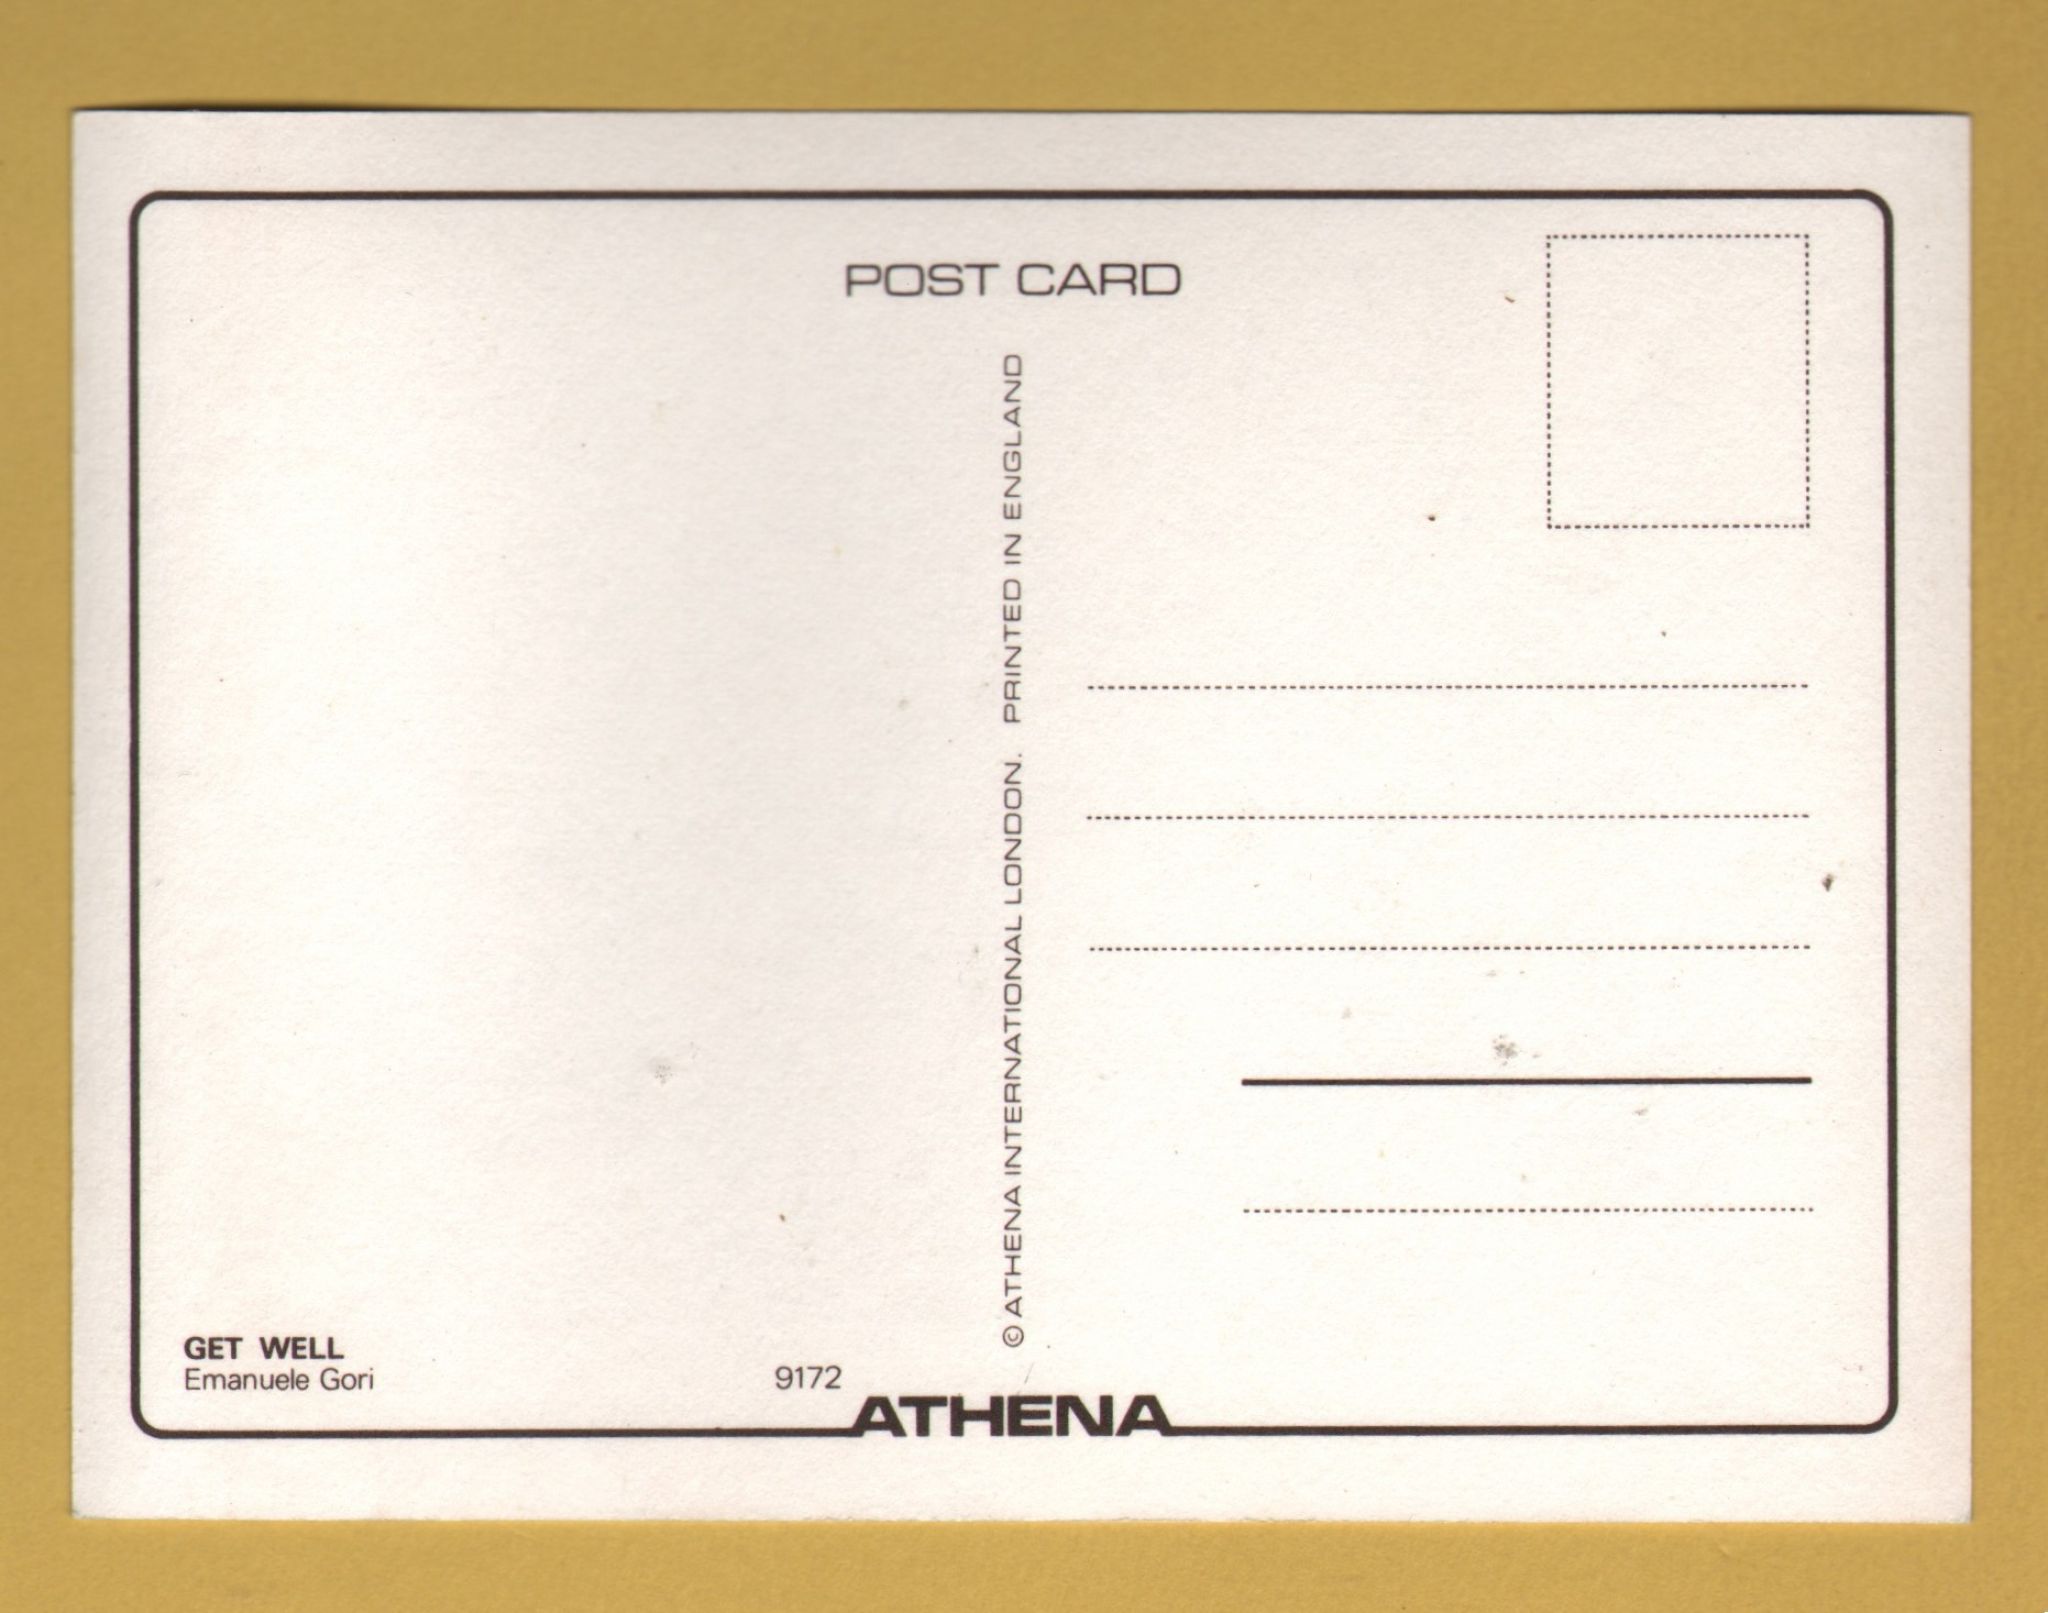 POST CARD
© ATHENA INTERNATIONAL LONDON. PRINTED IN ENGLAND
GET WELL
Emanuele Gori
9172
ATHENA